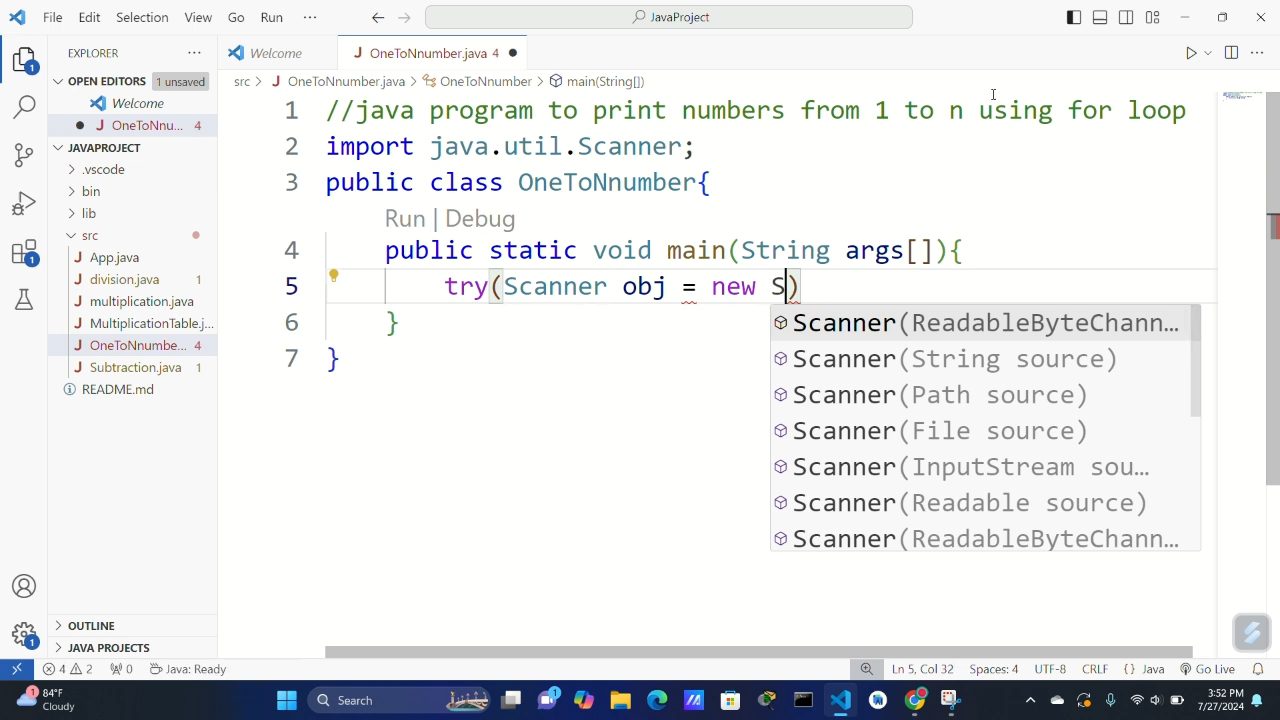 File Edit Selection View Go Run ··· JavaProject
EXPLORER ···
Welcome
OneToNnumber.java 4
OPEN EDITORS 1 unsaved
src > OneToNnumber.java > OneToNnumber > main(String[])
Welcome
OneToNnu... 4
JAVAPROJECT
.vscode
bin
lib
src
App.java
division.java 1
multiplication.java
MultiplicationTable.j...
OneToNnumbe... 4
Subtraction.java 1
README.md
OUTLINE
JAVA PROJECTS
1 //java program to print numbers from 1 to n using for loop
2 import java.util.Scanner;
3 public class OneToNnumber{
Run | Debug
4 public static void main(String args[]){
5 try(Scanner obj = new S)
6 }
7 }
Scanner(ReadableByteChann...
Scanner(String source)
Scanner(Path source)
Scanner(File source)
Scanner(InputStream sou...
Scanner(Readable source)
Scanner(ReadableByteChann...
1
1
1
4 2 0 Java: Ready Ln 5, Col 32 Spaces: 4 UTF-8 CRLF {} Java Go Live
1
84°F
Cloudy
Search
1
3:52 PM
7/27/2024